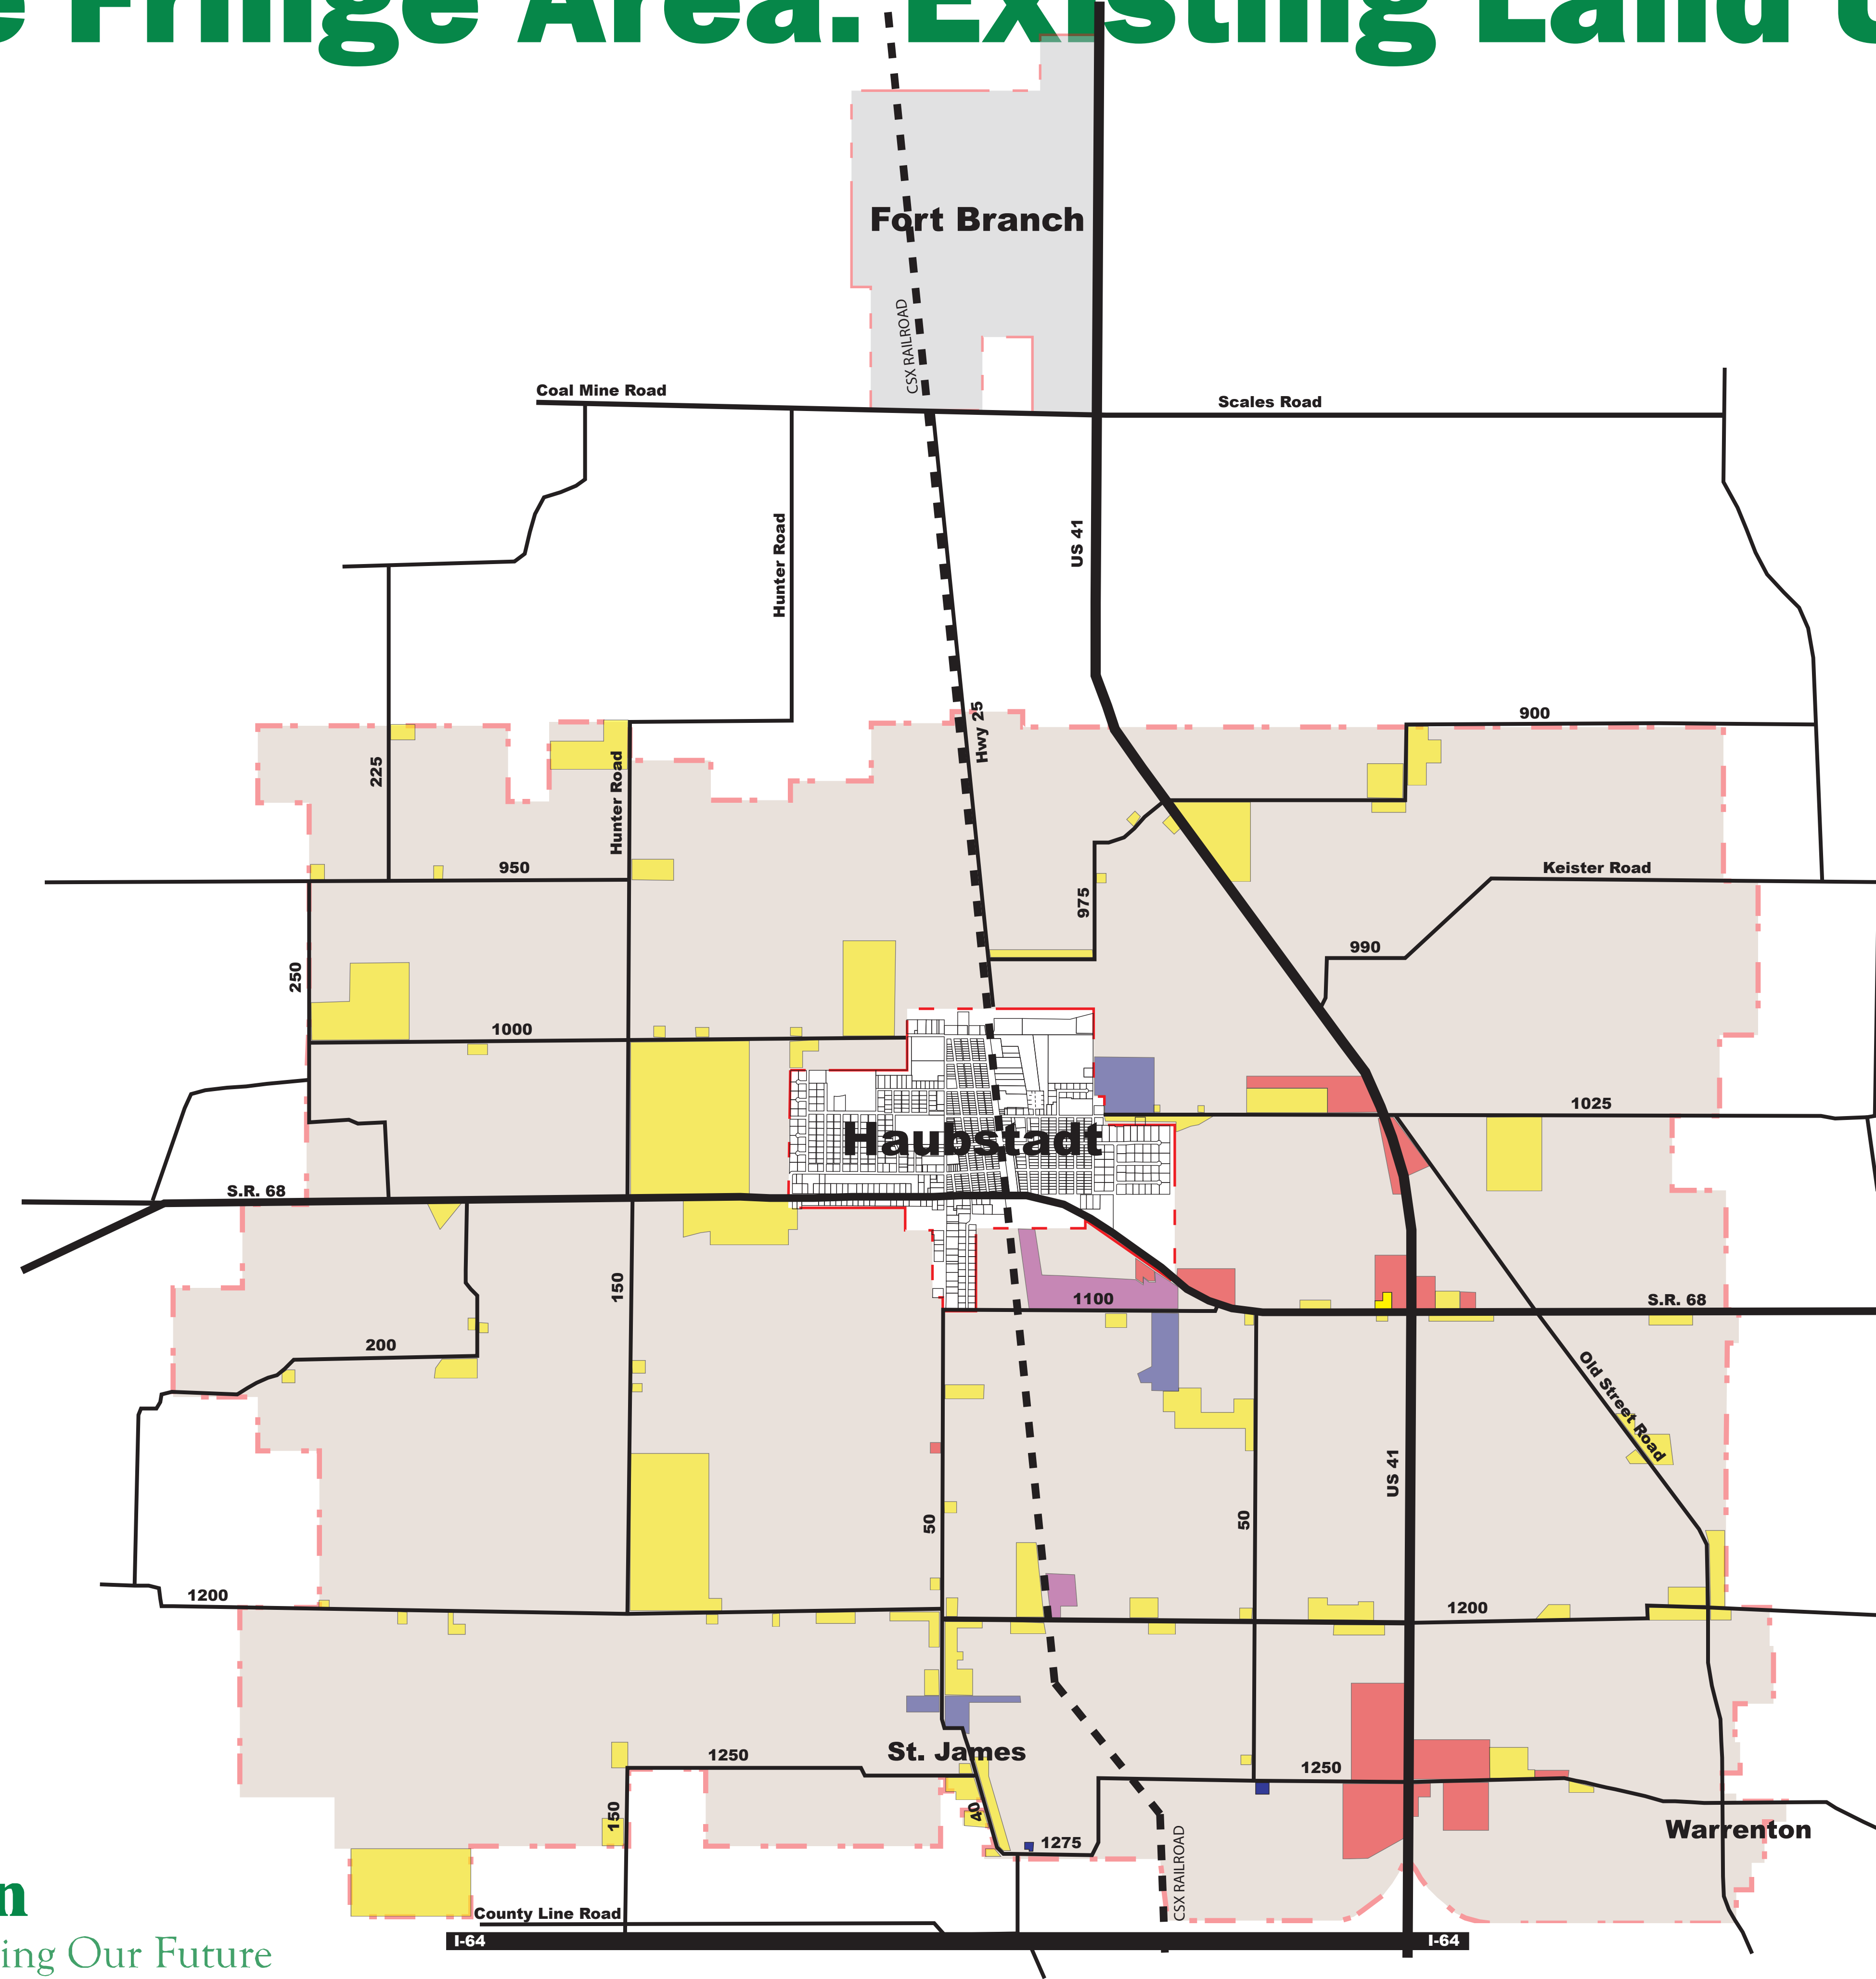 e Fringe Area: Existing Land U
Fort Branch
CSX RAILROAD
Coal Mine Road
Scales Road
Hunter Road
US 41
Hwy 25
900
225
Hunter Road
950
Keister Road
975
990
250
1000
1025
Haubstadt
S.R. 68
150
1100
S.R. 68
200
Old Street Road
US 41
50
50
1200
1200
St. James
1250
1250
40
150
1275
Warrenton
CSX RAILROAD
n
County Line Road
I-64
I-64
ing Our Future